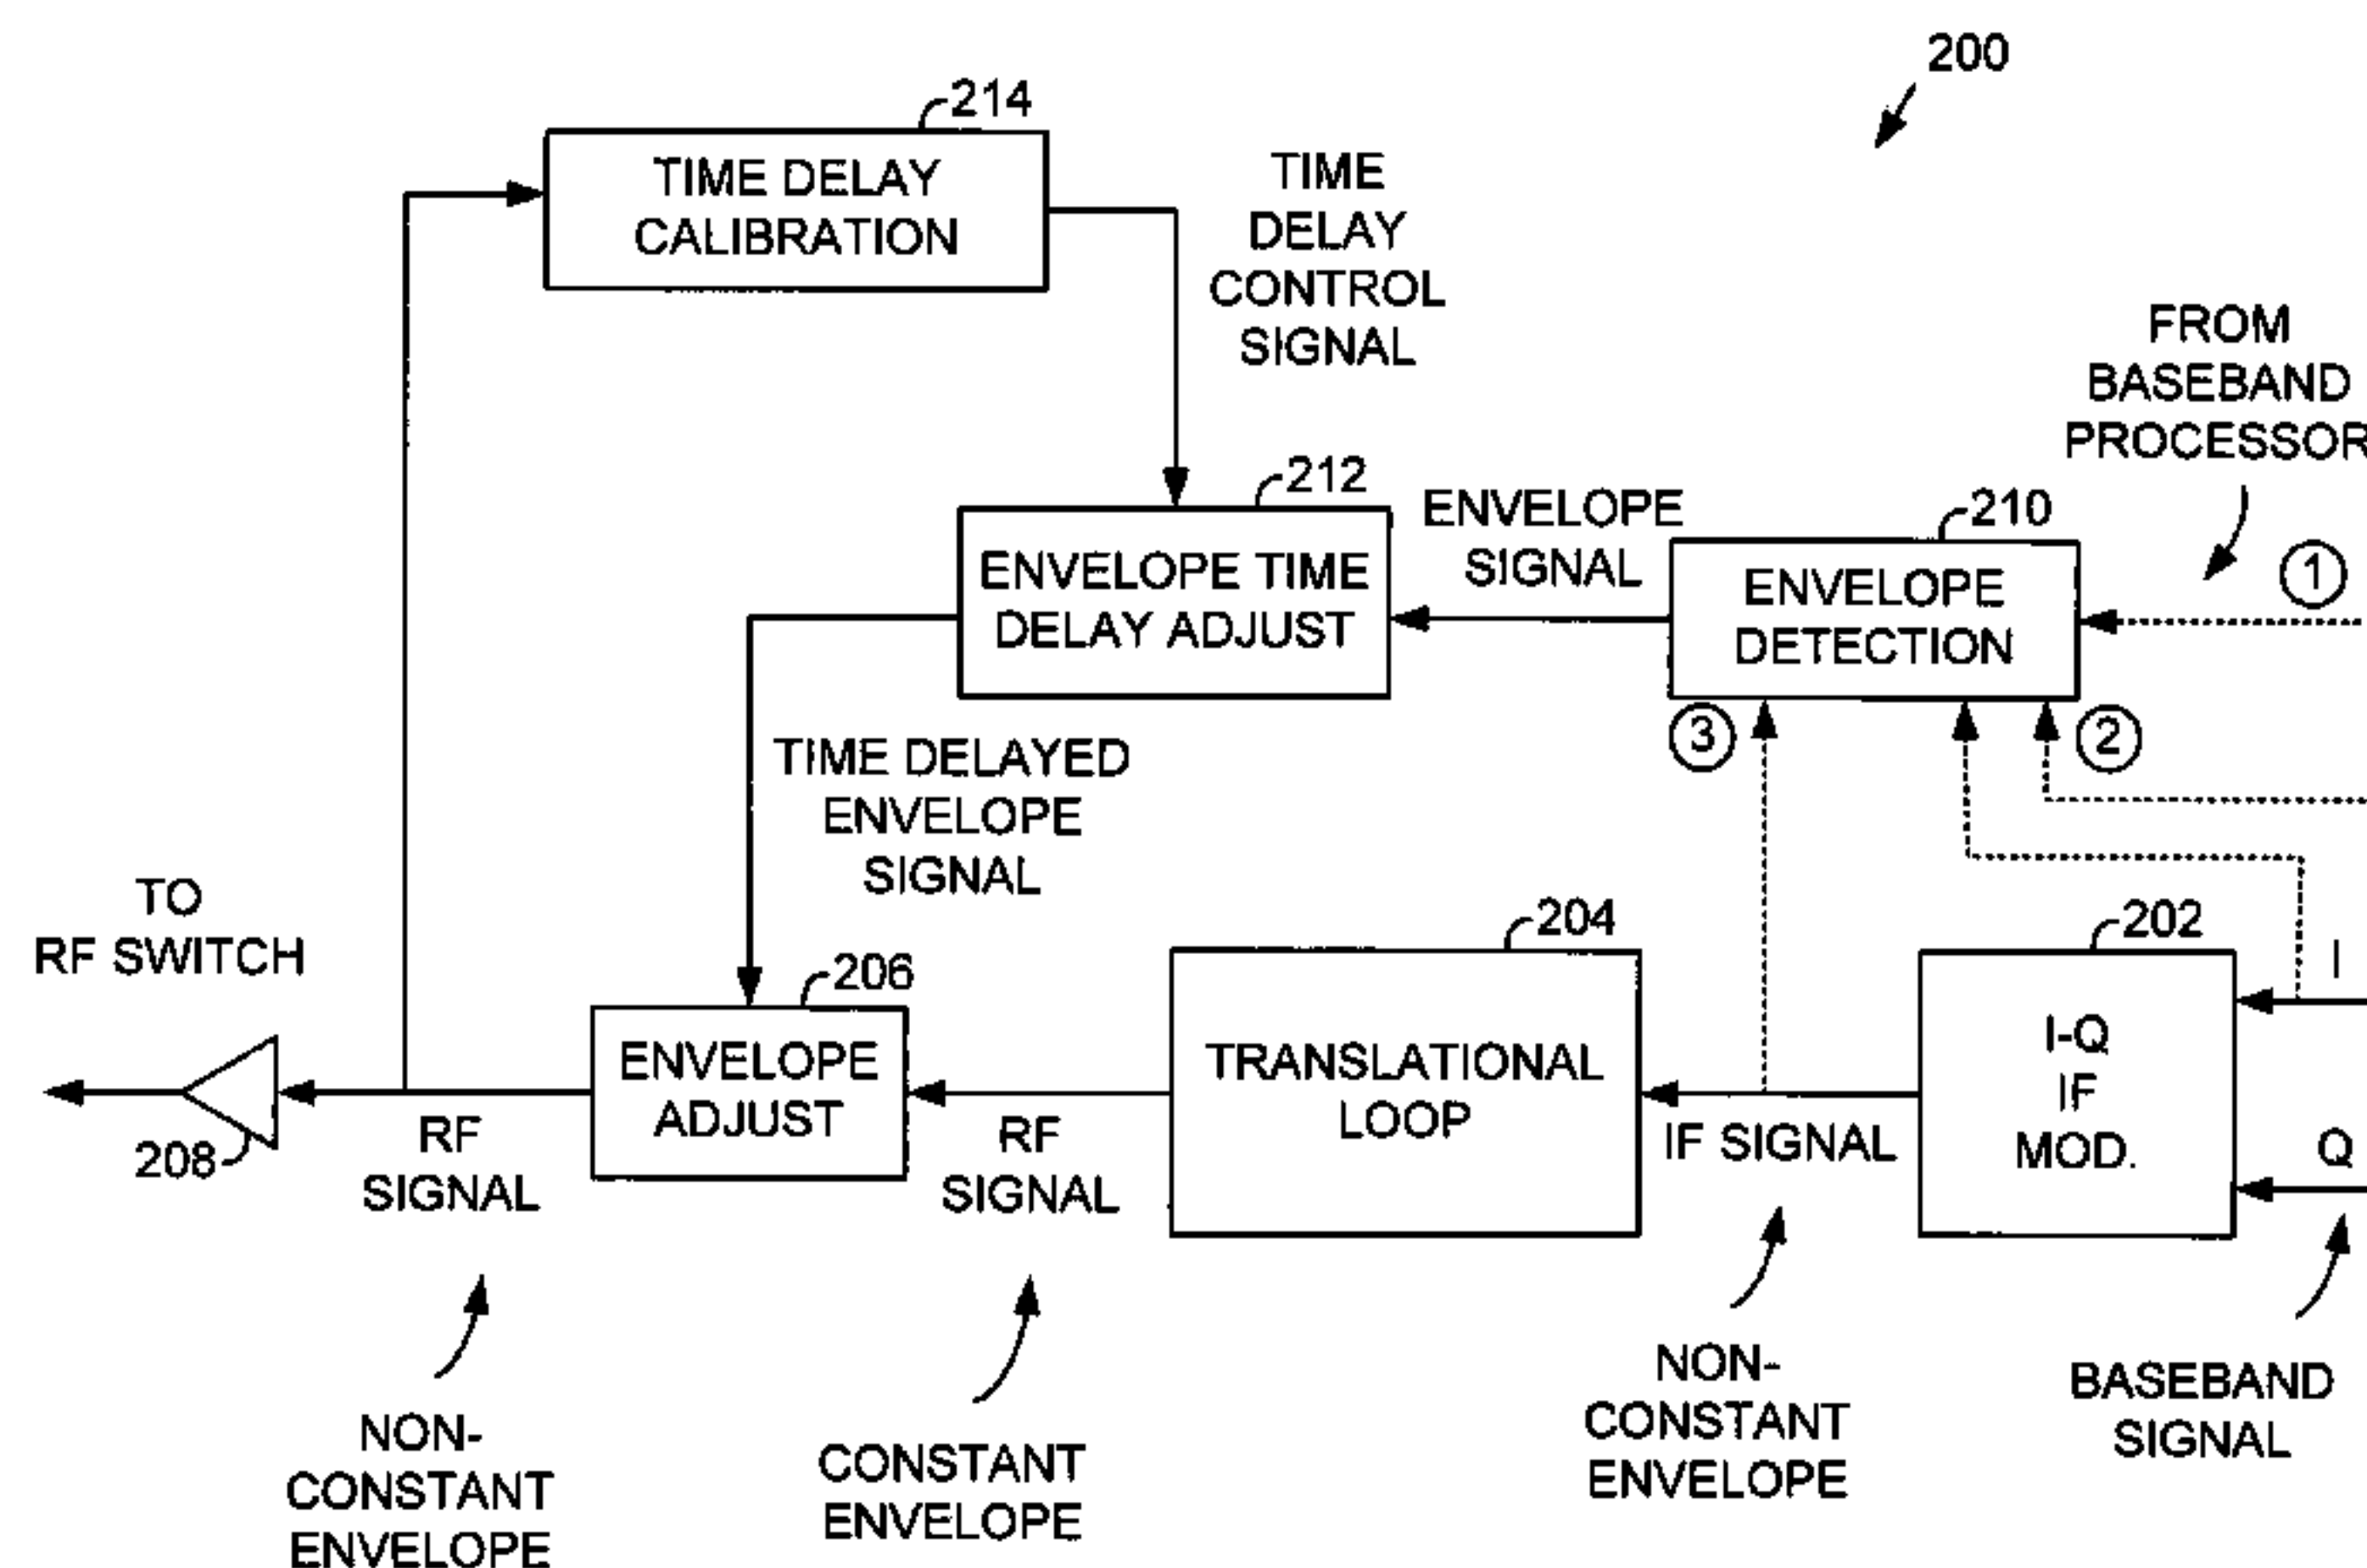 200
214
TIME DELAY
CALIBRATION
TIME
DELAY
CONTROL
SIGNAL
FROM
BASEBAND
PROCESSOR
212
ENVELOPE TIME
DELAY ADJUST
ENVELOPE
SIGNAL
210
ENVELOPE
DETECTION
1
3
2
TIME DELAYED
ENVELOPE
SIGNAL
TO
RF SWITCH
206
ENVELOPE
ADJUST
204
TRANSLATIONAL
LOOP
202
I-Q
IF
MOD.
I
Q
208
RF
SIGNAL
RF
SIGNAL
IF SIGNAL
NON-
CONSTANT
ENVELOPE
CONSTANT
ENVELOPE
NON-
CONSTANT
ENVELOPE
BASEBAND
SIGNAL